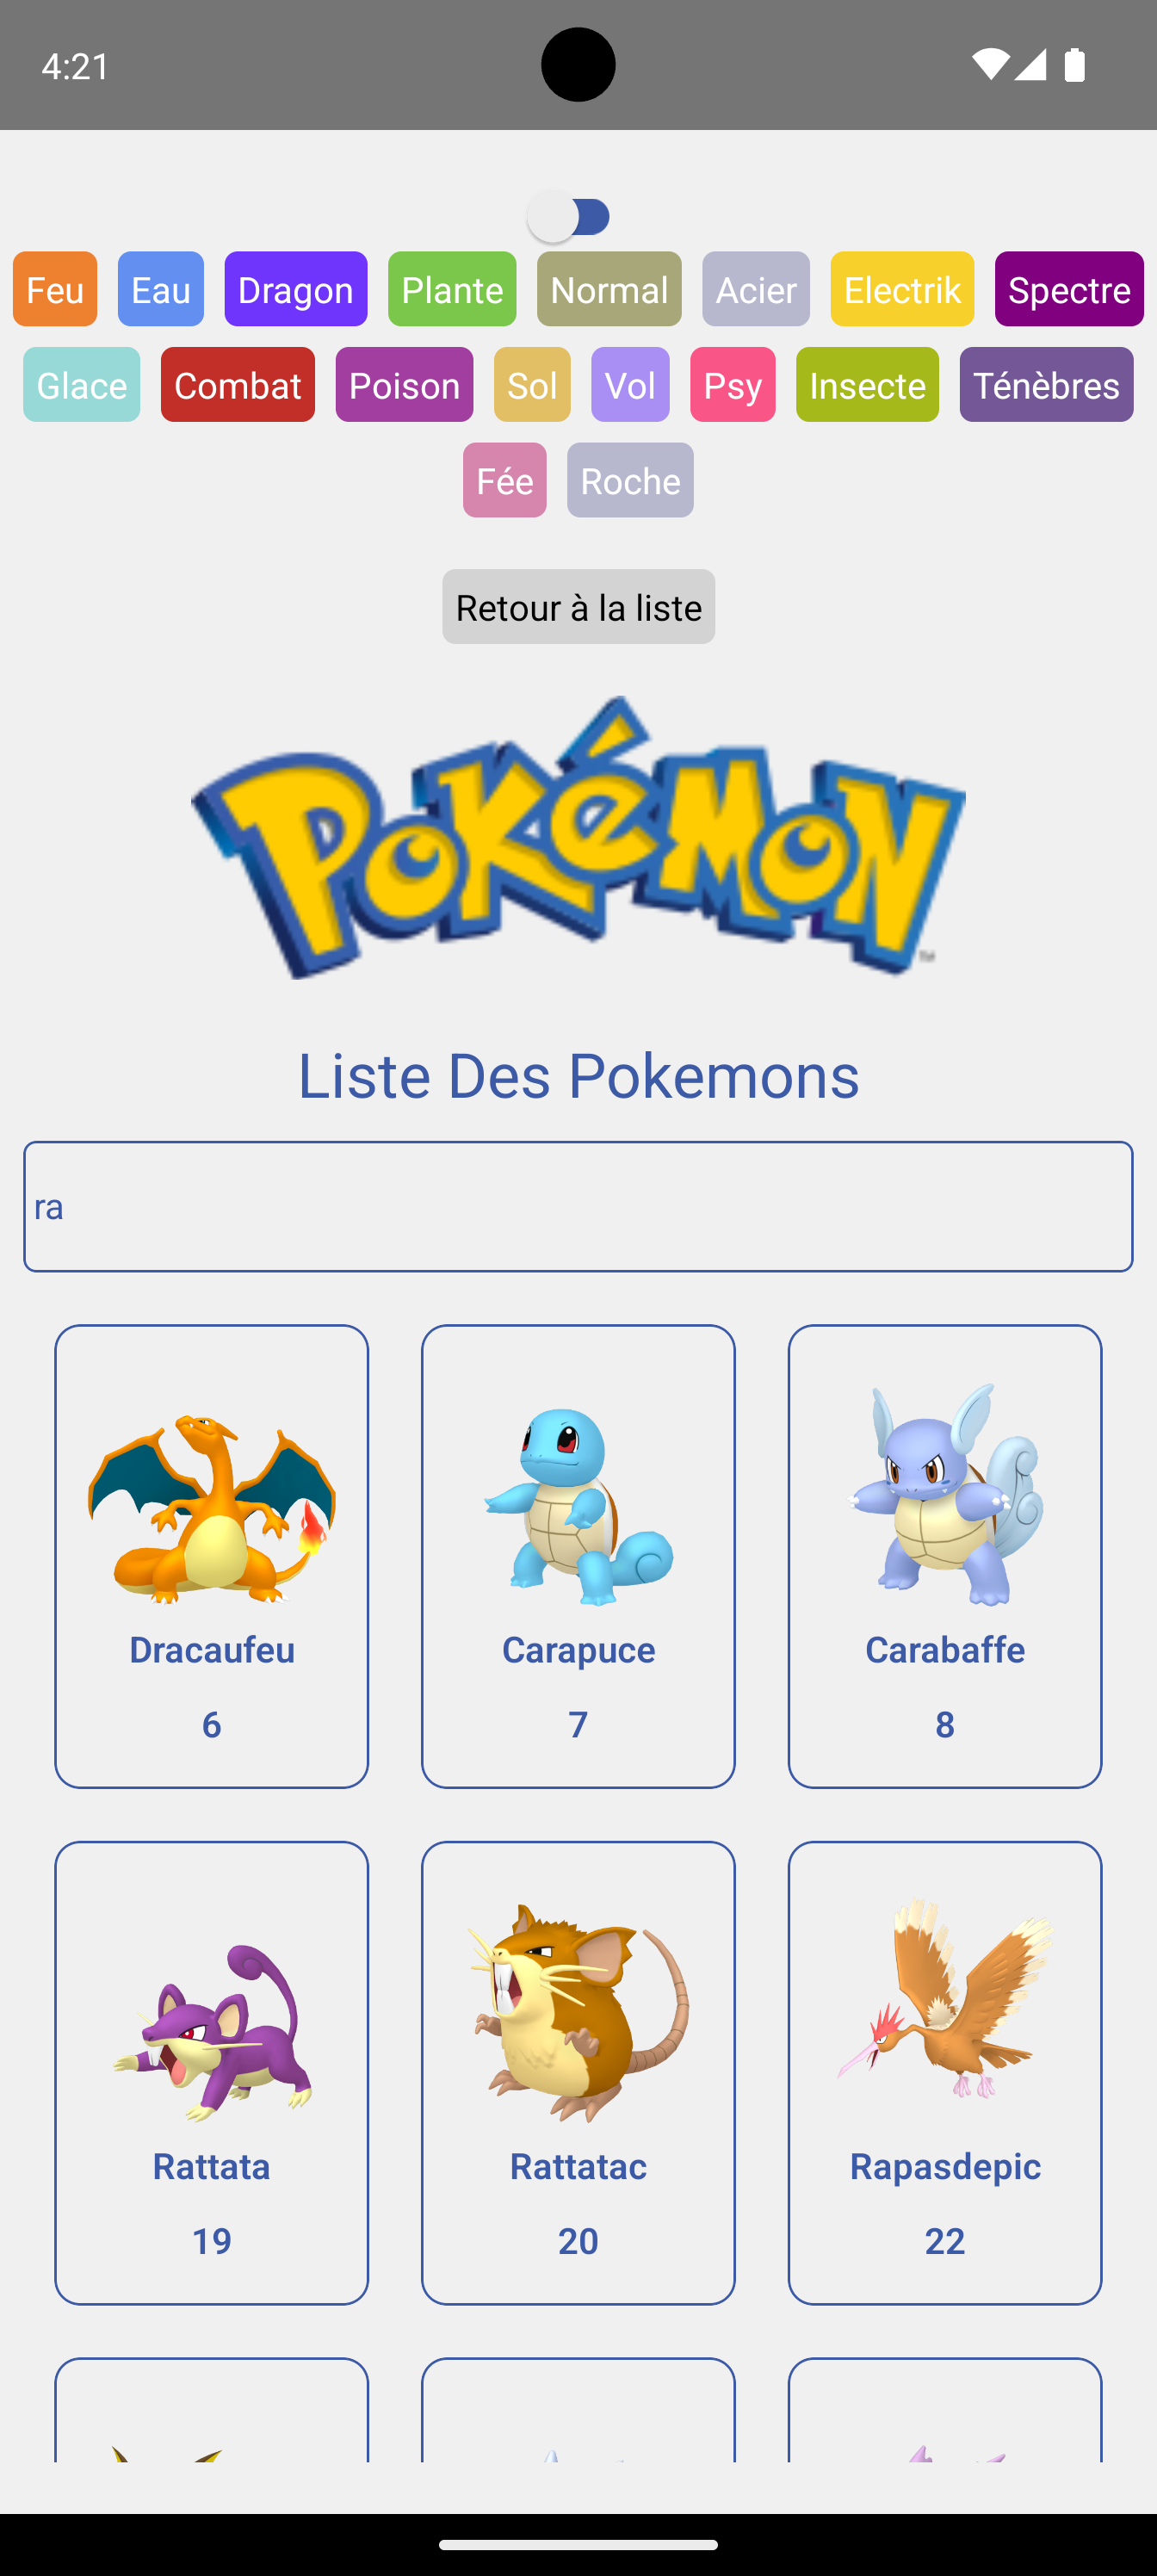 4:21
Feu Eau Dragon Plante Normal Acier Electrik Spectre
Glace Combat Poison Sol Vol Psy Insecte Ténèbres
Fée Roche
Retour à la liste
POKéMON
TM
Liste Des Pokemons
ra
Dracaufeu Carapuce Carabaffe
6 7 8
Rattata Rattatac Rapasdepic
19 20 22